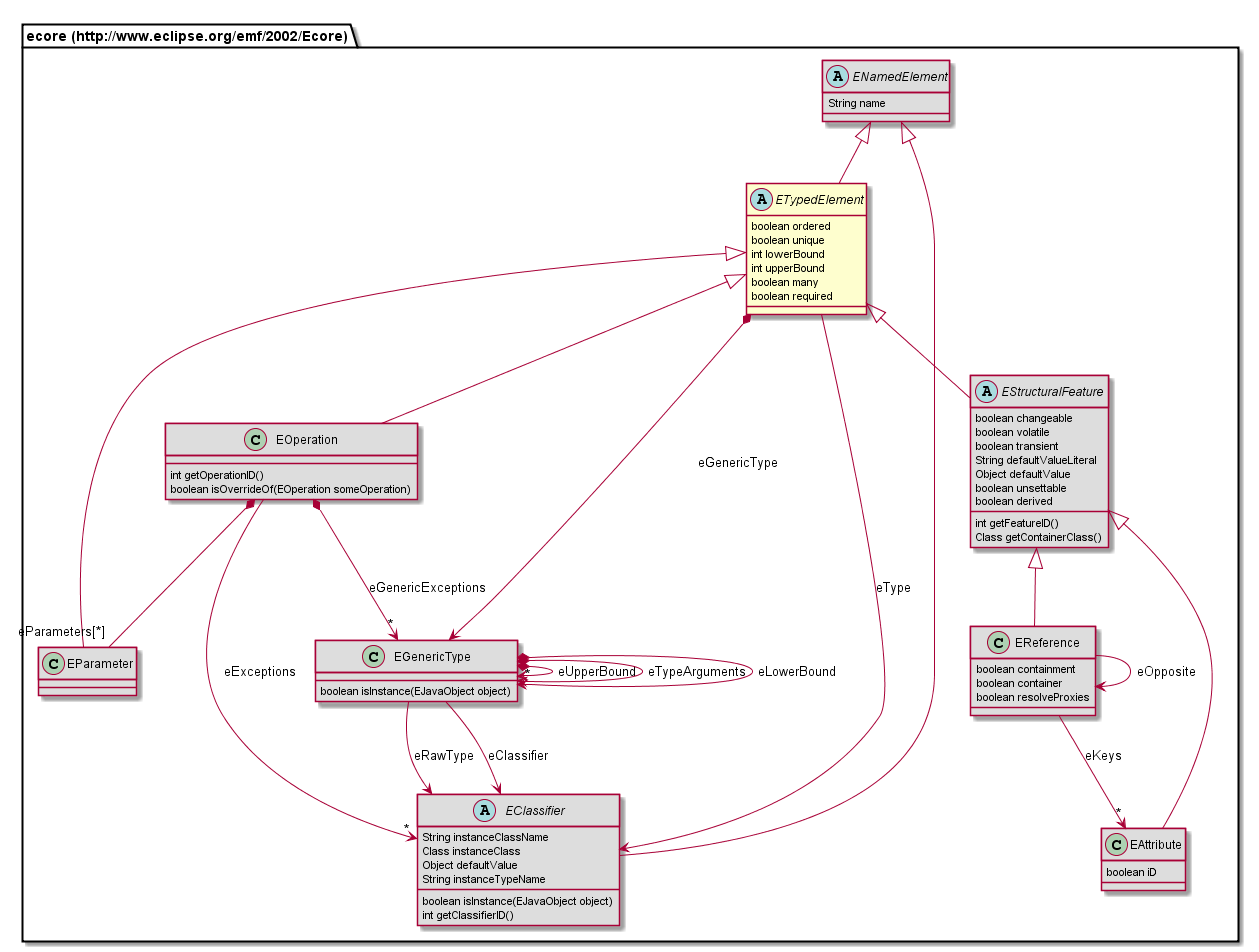 ecore (http://www.eclipse.org/emf/2002/Ecore)
A ENamedElement
String name
A ETypedElement
boolean ordered
boolean unique
int lowerBound
int upperBound
boolean many
boolean required
A EStructuralFeature
boolean changeable
boolean volatile
boolean transient
String defaultValueLiteral
Object defaultValue
boolean unsettable
boolean derived
int getFeatureID()
Class getContainerClass()
C EOperation
int getOperationID()
boolean isOverrideOf(EOperation someOperation)
eGenericType
eGenericExceptions
*
eType
eParameters[*]
C EParameter
eExceptions
*
C EGenericType
boolean isInstance(EJavaObject object)
*
eUpperBound
eTypeArguments
eLowerBound
C EReference
boolean containment
boolean container
boolean resolveProxies
eOpposite
eRawType
eClassifier
eKeys
*
A EClassifier
String instanceClassName
Class instanceClass
Object defaultValue
String instanceTypeName
boolean isInstance(EJavaObject object)
int getClassifierID()
C EAttribute
boolean iD